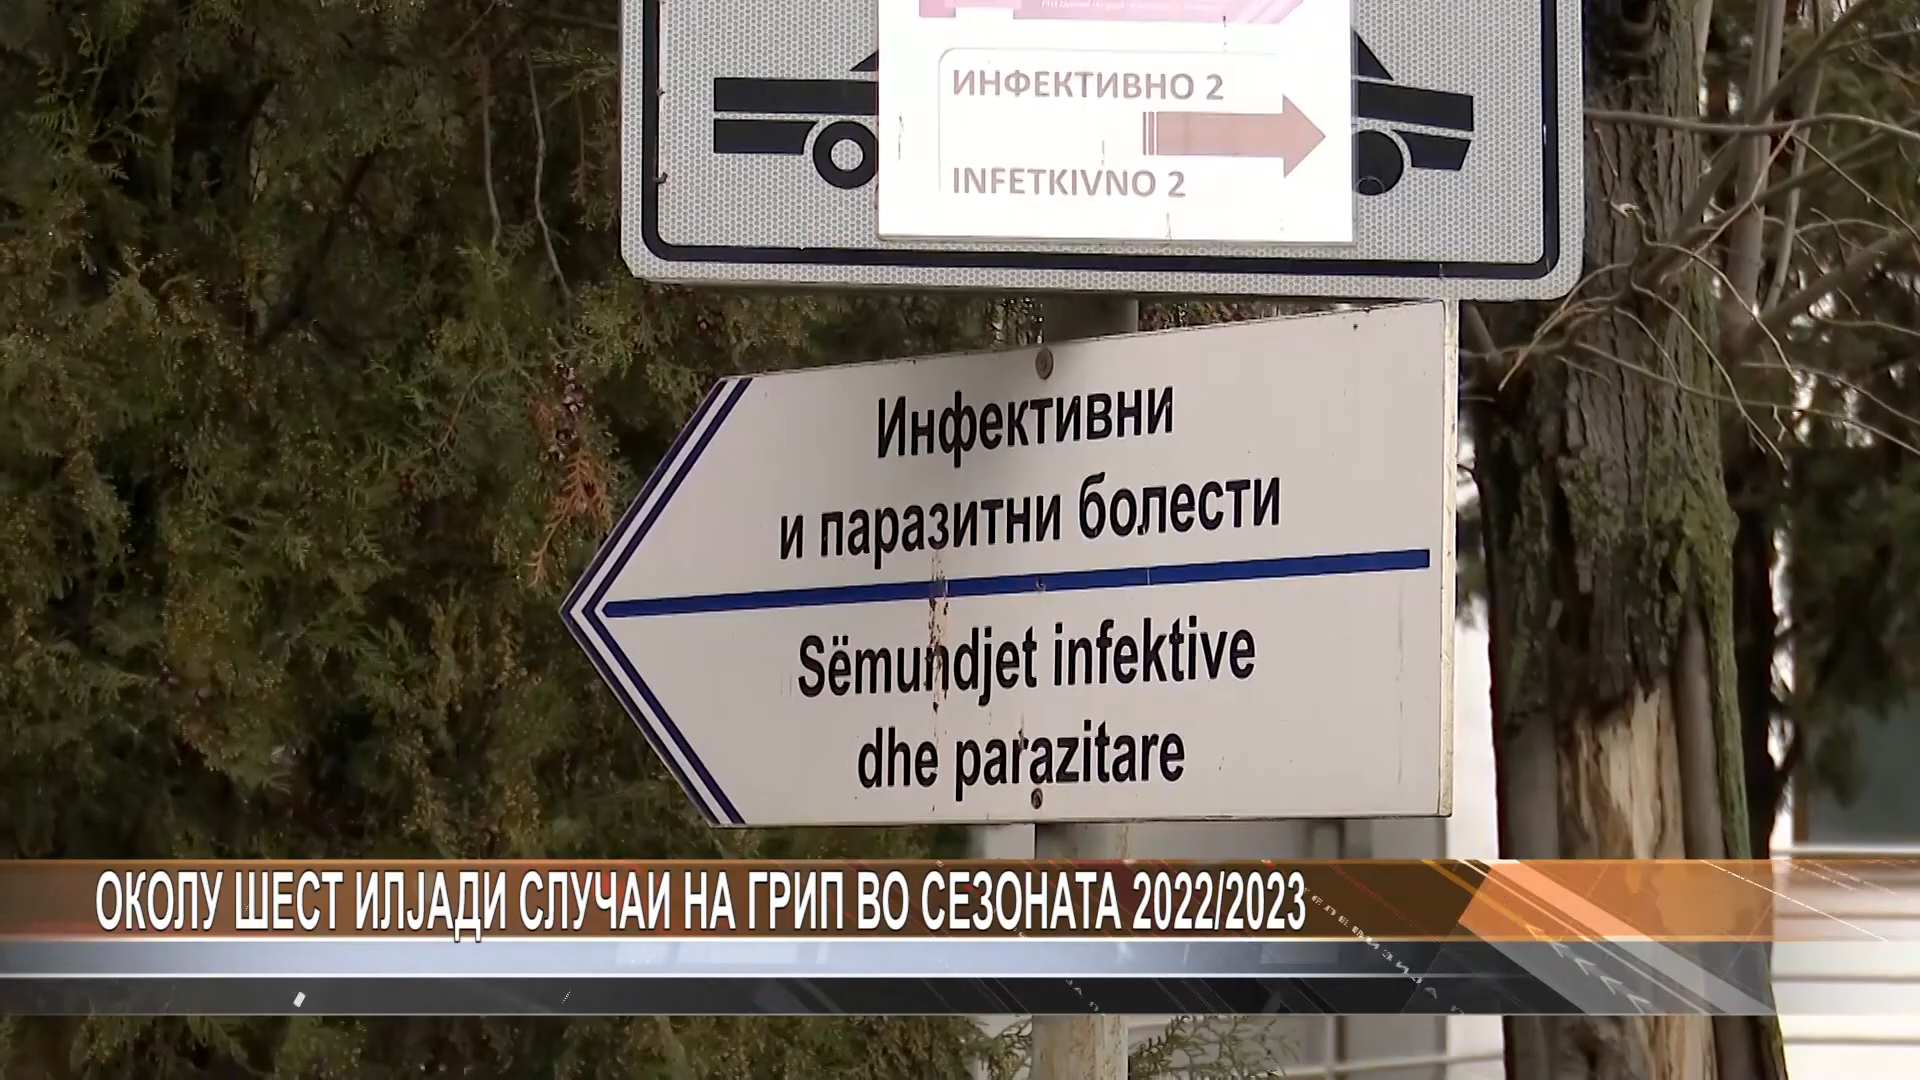 ИНФЕКТИВНО 2
INFETKIVNO 2
Инфективни
и паразитни болести
Sëmundjet infektive
dhe parazitare
ОКОЛУ ШЕСТ ИЛЈАДИ СЛУЧАИ НА ГРИП ВО СЕЗОНАТА 2022/2023